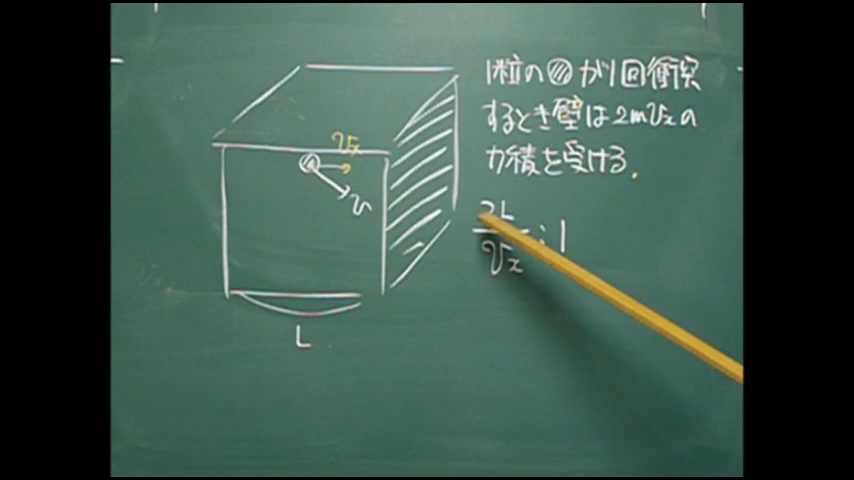 1粒の が1回衝突
するとき壁は2mVxの
力積を受ける.
2L
Vx : 1
Vx
v
L